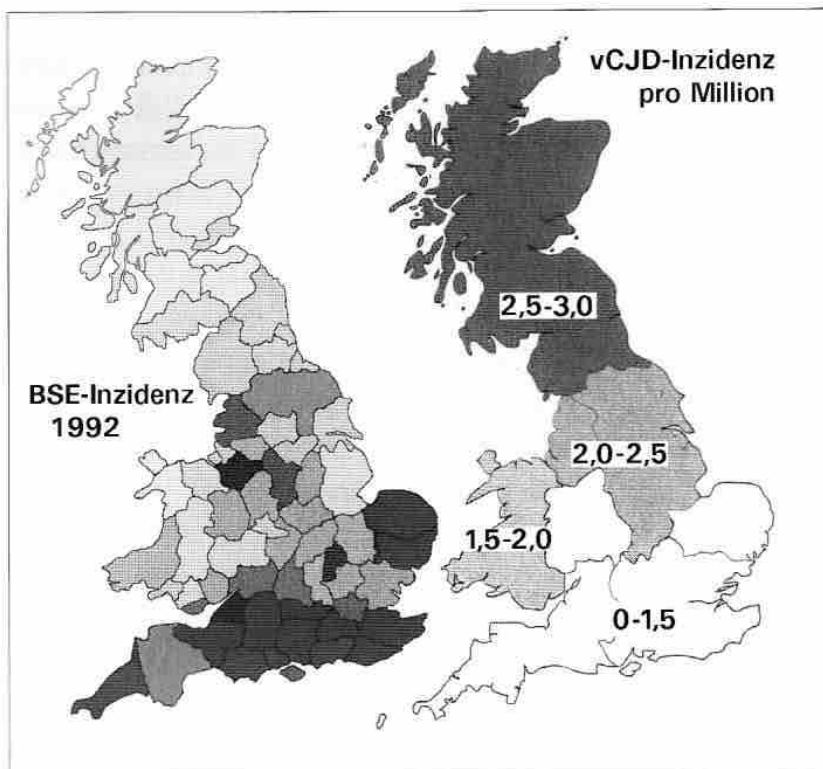 vCJD-Inzidenz
pro Million
2,5-3,0
BSE-Inzidenz
1992
2,0-2,5
1,5-2,0
0-1,5